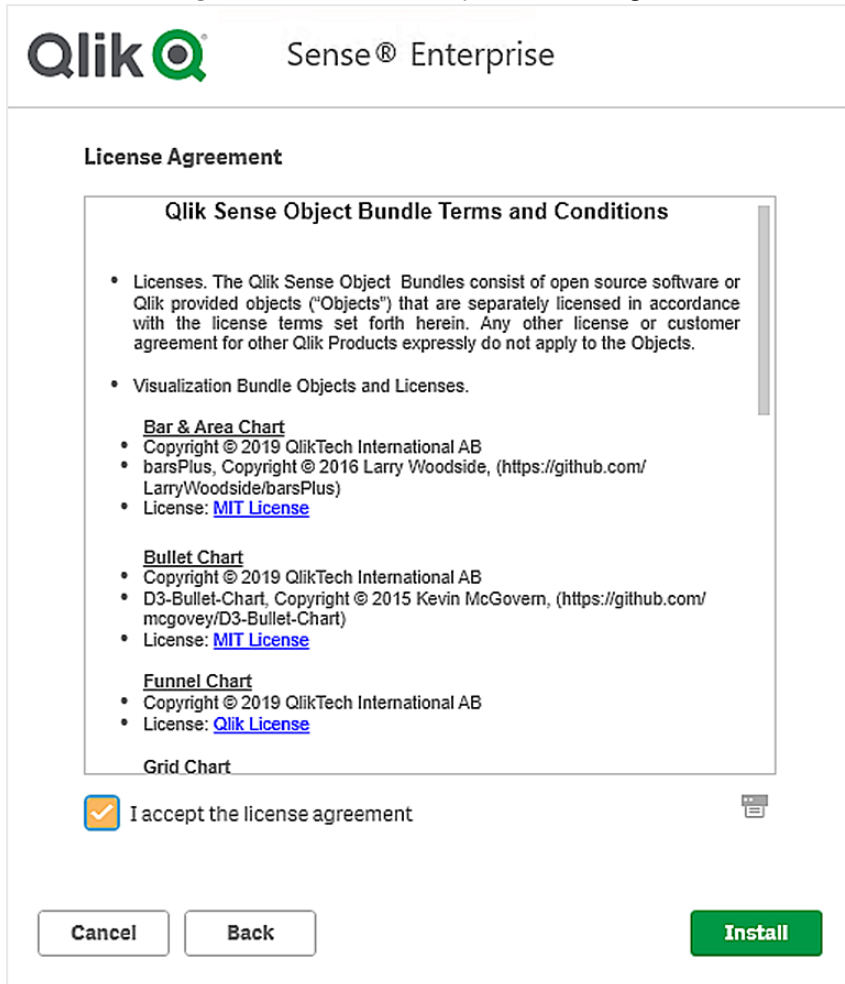 Qlik Sense® Enterprise
License Agreement
Qlik Sense Object Bundle Terms and Conditions
• Licenses. The Qlik Sense Object Bundles consist of open source software or
Qlik provided objects (“Objects”) that are separately licensed in accordance
with the license terms set forth herein. Any other license or customer
agreement for other Qlik Products expressly do not apply to the Objects.
• Visualization Bundle Objects and Licenses.
Bar & Area Chart
• Copyright © 2019 QlikTech International AB
• barsPlus, Copyright © 2016 Larry Woodside, (https://github.com/
LarryWoodside/barsPlus)
• License: MIT License
Bullet Chart
• Copyright © 2019 QlikTech International AB
• D3-Bullet-Chart, Copyright © 2015 Kevin McGovern, (https://github.com/
mcgovey/D3-Bullet-Chart)
• License: MIT License
Funnel Chart
• Copyright © 2019 QlikTech International AB
• License: Qlik License
Grid Chart
I accept the license agreement
Cancel Back Install